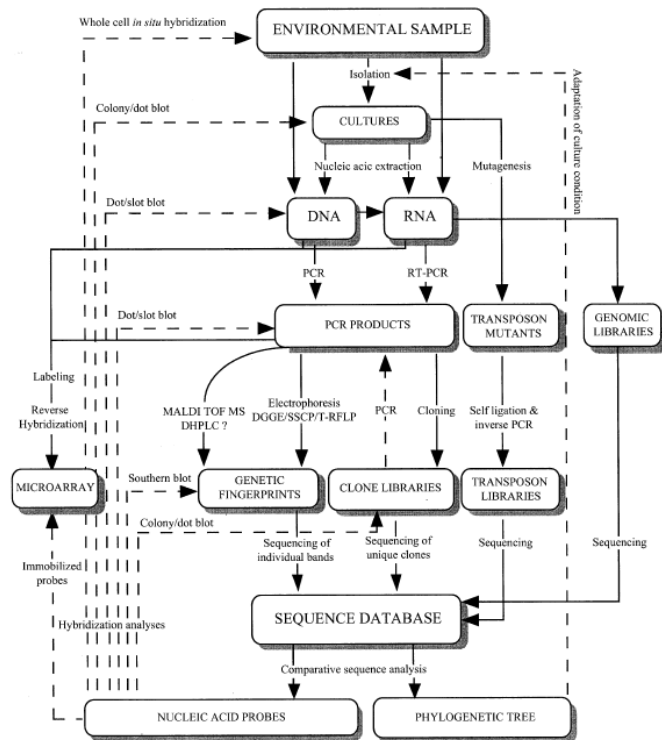 Whole cell in situ hybridization
ENVIRONMENTAL SAMPLE
Isolation
Adaptation of culture condition
Colony/dot blot
CULTURES
Nucleic acic extraction
Mutagenesis
Dot/slot blot
DNA
RNA
PCR
RT-PCR
Dot/slot blot
PCR PRODUCTS
TRANSPOSON
MUTANTS
GENOMIC
LIBRARIES
Labeling
Reverse
Hybridization
MALDI TOF MS
DHPLC ?
Electrophoresis
DGGE/SSCP/T-RFLP
PCR
Cloning
Self ligation &
inverse PCR
MICROARRAY
Southern blot
GENETIC
FINGERPRINTS
CLONE LIBRARIES
TRANSPOSON
LIBRARIES
Colony/dot blot
Immobilized
probes
Sequencing of
individual bands
Sequencing of
unique clones
Sequencing
Sequencing
Hybridization analyses
SEQUENCE DATABASE
Comparative sequence analysis
NUCLEIC ACID PROBES
PHYLOGENETIC TREE